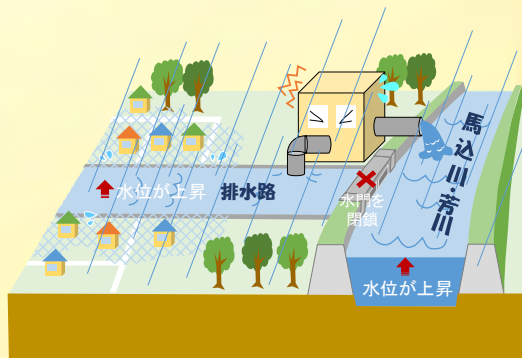 馬込川・芳川
水位が上昇
排水路
水門を
閉鎖
水位が上昇